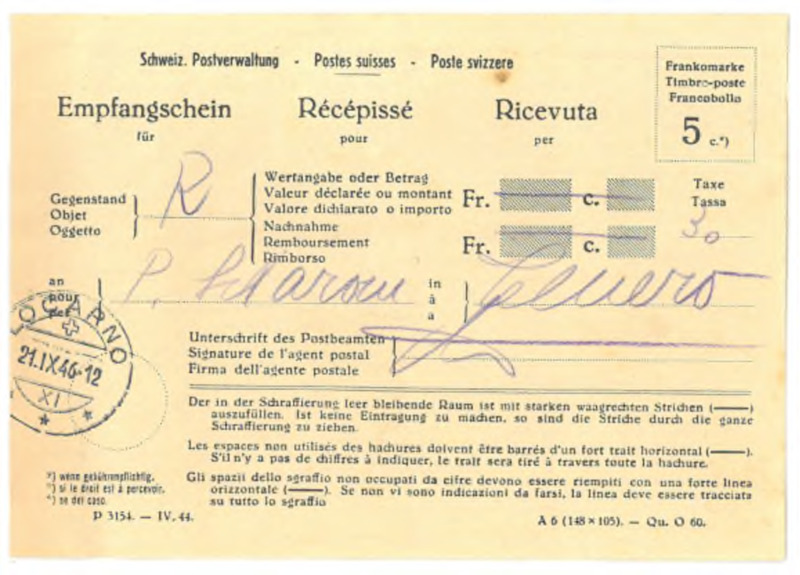 Schweiz. Postverwaltung - Postes suisses - Poste svizzere
Frankomarke
Timbre-poste
Francobollo
5 c.*)
Empfangschein Récépissé Ricevuta
für pour per
Gegenstand
Objet
Oggetto
R
Wertangabe oder Betrag
Valeur déclarée ou montant
Valore dichiarato o importo
Fr. c.
Nachnahme
Remboursement
Rimborso
Fr. c.
Taxe
Tassa
30
an
pour
per
P.
in
à
a
LOCARNO
21.IX.46-12
XI
Unterschrift des Postbeamten
Signature de l'agent postal
Firma dell'agente postale
Der in der Schraffierung leer bleibende Raum ist mit starken waagrechten Strichen (——)
auszufüllen. Ist keine Eintragung zu machen, so sind die Striche durch die ganze
Schraffierung zu ziehen.
Les espaces non utilisés des hachures doivent être barrés d'un fort trait horizontal (——).
S'il n'y a pas de chiffres à indiquer, le trait sera tiré à travers toute la hachure.
Gli spazii dello sgraffio non occupati da cifre devono essere riempiti con una forte linea
orizzontale (——). Se non vi sono indicazioni da farsi, la linea deve essere tracciata
su tutto lo sgraffio
*) wenn gebührenpflichtig.
*) si le droit est à percevoir.
*) se del caso.
P 3154. — IV. 44.
A 6 (148 × 105). — Qu. O 60.